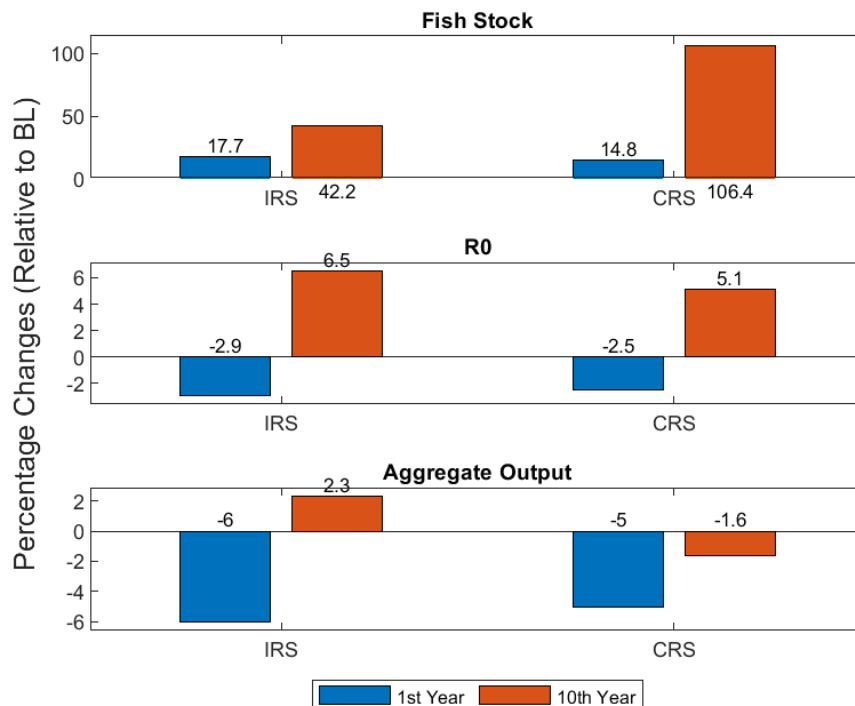 Fish Stock
100
50
0
17.7
42.2
14.8
106.4
IRS
CRS
R0
6
4
2
0
-2
-2.9
6.5
-2.5
5.1
IRS
CRS
Aggregate Output
2
0
-2
-4
-6
-6
2.3
-5
-1.6
IRS
CRS
Percentage Changes (Relative to BL)
1st Year
10th Year